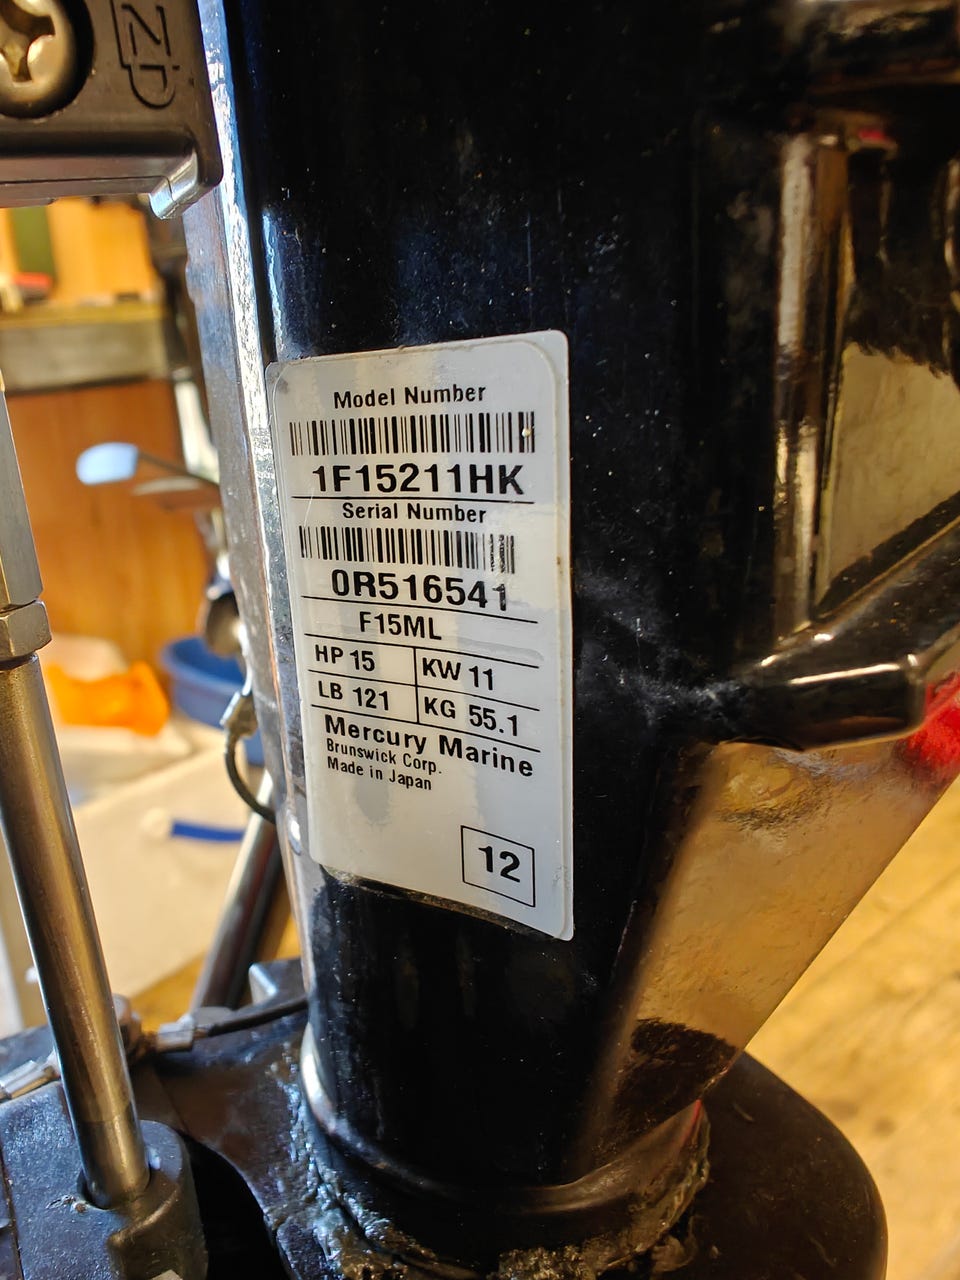 Model Number
1F15211HK
Serial Number
0R516541
F15ML
HP 15 KW 11
LB 121 KG 55.1
Mercury Marine
Brunswick Corp.
Made in Japan
12